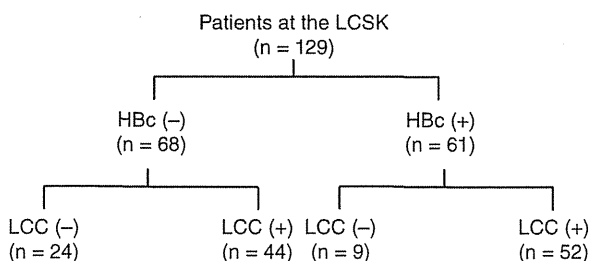 Patients at the LCSK
(n = 129)
HBc (–)
(n = 68)
HBc (+)
(n = 61)
LCC (–)
(n = 24)
LCC (+)
(n = 44)
LCC (–)
(n = 9)
LCC (+)
(n = 52)